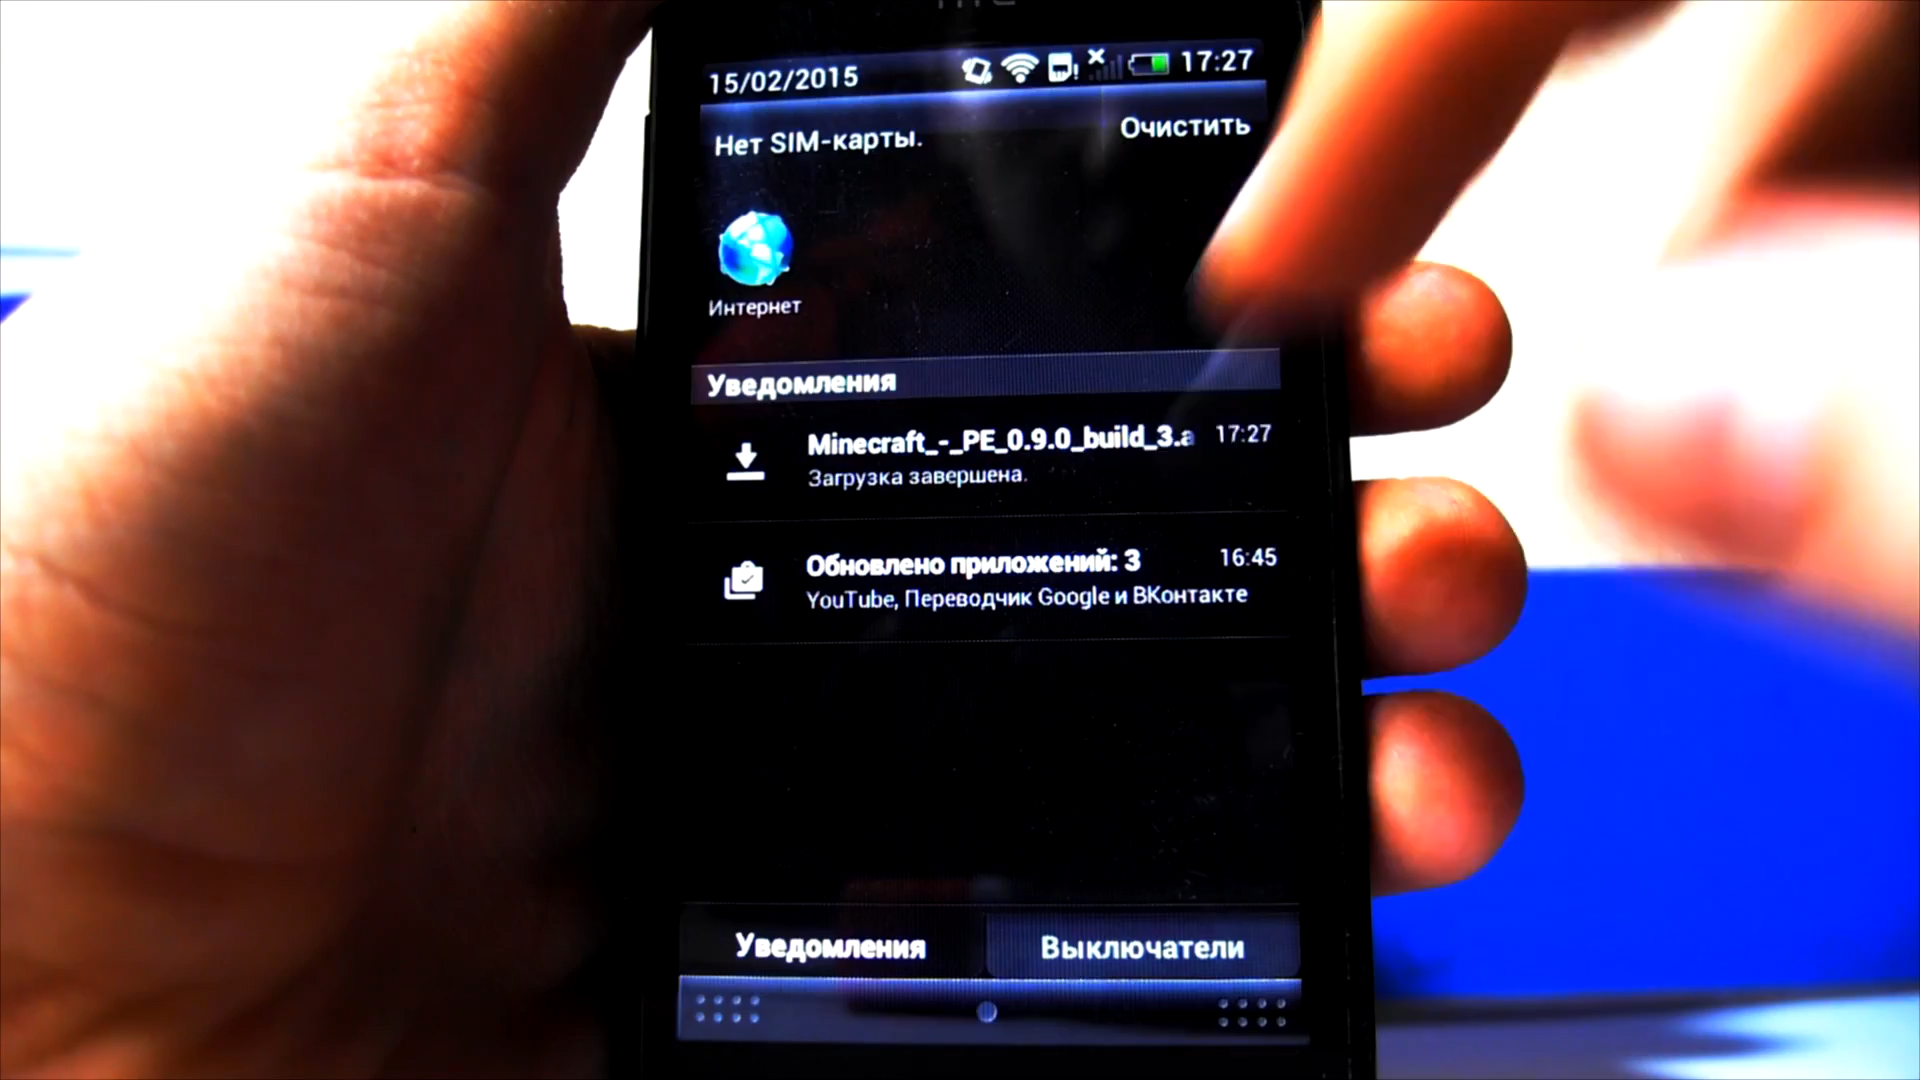 15/02/2015 17:27
Нет SIM-карты. Очистить
Интернет
Уведомления
Minecraft_-_PE_0.9.0_build_3.a 17:27
Загрузка завершена.
Обновлено приложений: 3 16:45
YouTube, Переводчик Google и ВКонтакте
Уведомления Выключатели